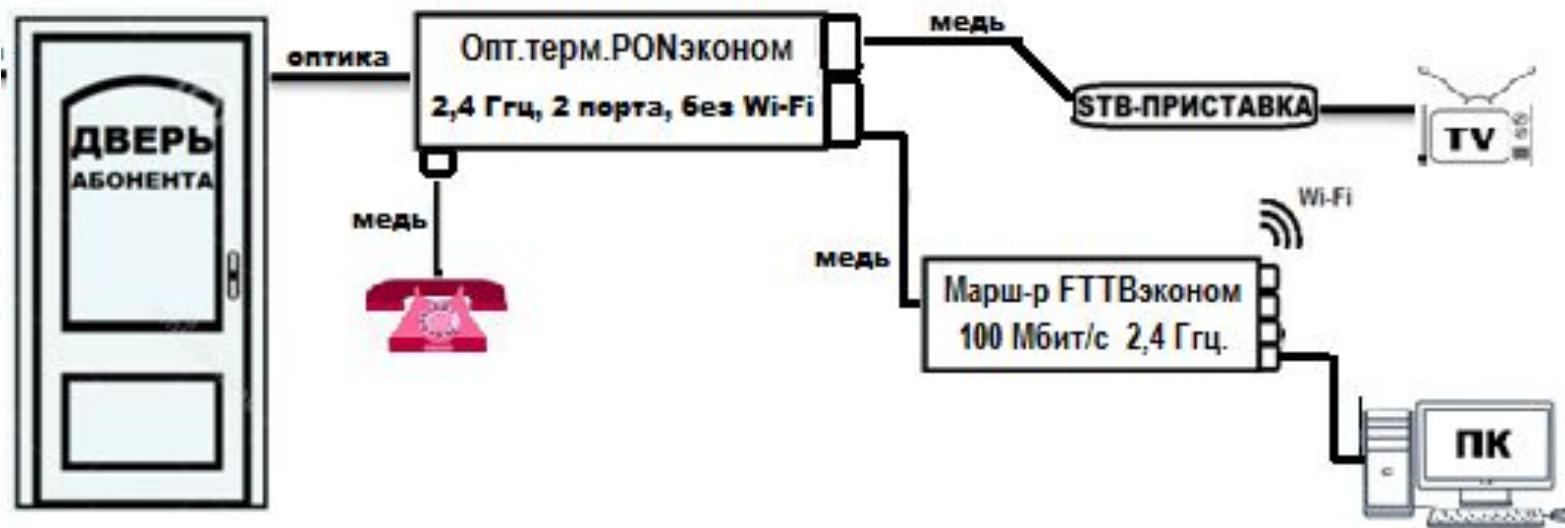 ДВЕРЬ
АБОНЕНТА
оптика
Опт.терм.PONэконом
2,4 Ггц, 2 порта, без Wi-Fi
медь
STB-ПРИСТАВКА
TV
медь
медь
Wi-Fi
Марш-р FTTBэконом
100 Мбит/с 2,4 Ггц.
ПК